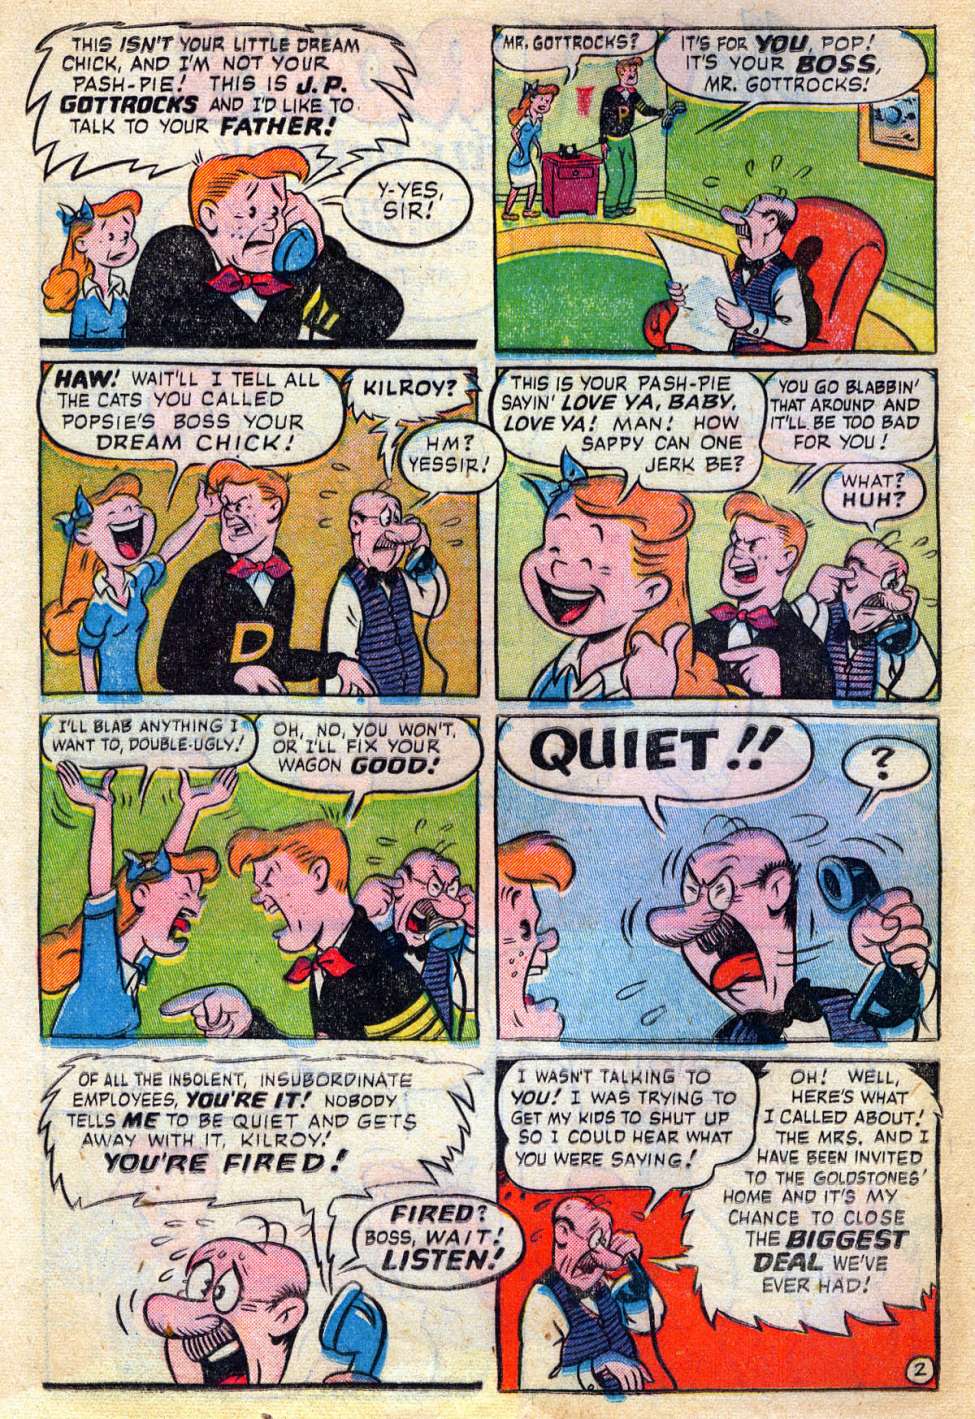 THIS ISN'T YOUR LITTLE DREAM
CHICK, AND I'M NOT YOUR
PASH-PIE! THIS IS J.P.
GOTTROCKS AND I'D LIKE TO
TALK TO YOUR FATHER!
Y-YES,
SIR!
MR. GOTTROCKS?
IT'S FOR YOU, POP!
IT'S YOUR BOSS,
MR. GOTTROCKS!
HAW! WAIT'LL I TELL ALL
THE CATS YOU CALLED
POPSIE'S BOSS YOUR
DREAM CHICK!
KILROY?
HM?
YESSIR!
D
THIS IS YOUR PASH-PIE
SAYIN' LOVE YA, BABY,
LOVE YA! MAN! HOW
SAPPY CAN ONE
JERK BE?
YOU GO BLABBIN'
THAT AROUND AND
IT'LL BE TOO BAD
FOR YOU!
WHAT?
HUH?
I'LL BLAB ANYTHING I
WANT TO, DOUBLE-UGLY!
OH, NO, YOU WON'T,
OR I'LL FIX YOUR
WAGON GOOD!
QUIET!!
?
OF ALL THE INSOLENT, INSUBORDINATE
EMPLOYEES, YOU'RE IT! NOBODY
TELLS ME TO BE QUIET AND GETS
AWAY WITH IT, KILROY!
YOU'RE FIRED!
FIRED?
BOSS, WAIT!
LISTEN!
I WASN'T TALKING TO
YOU! I WAS TRYING TO
GET MY KIDS TO SHUT UP
SO I COULD HEAR WHAT
YOU WERE SAYING!
OH! WELL,
HERE'S WHAT
I CALLED ABOUT!
THE MRS. AND I
HAVE BEEN INVITED
TO THE GOLDSTONES'
HOME AND IT'S MY
CHANCE TO CLOSE
THE BIGGEST
DEAL WE'VE
EVER HAD!
2